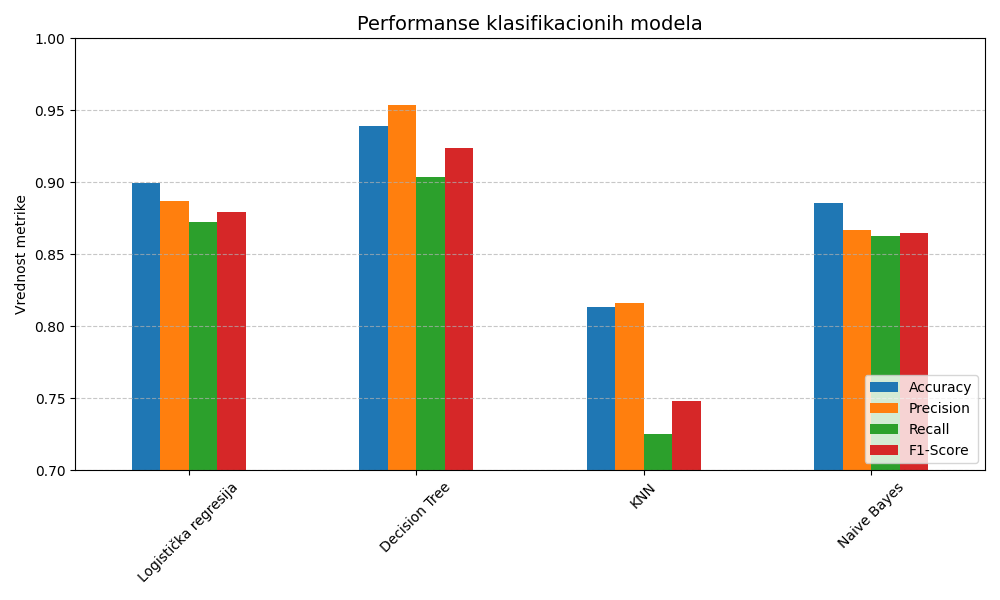 Performanse klasifikacionih modela
Vrednost metrike
1.00
0.95
0.90
0.85
0.80
0.75
0.70
Logistička regresija
Decision Tree
KNN
Naive Bayes
Accuracy
Precision
Recall
F1-Score